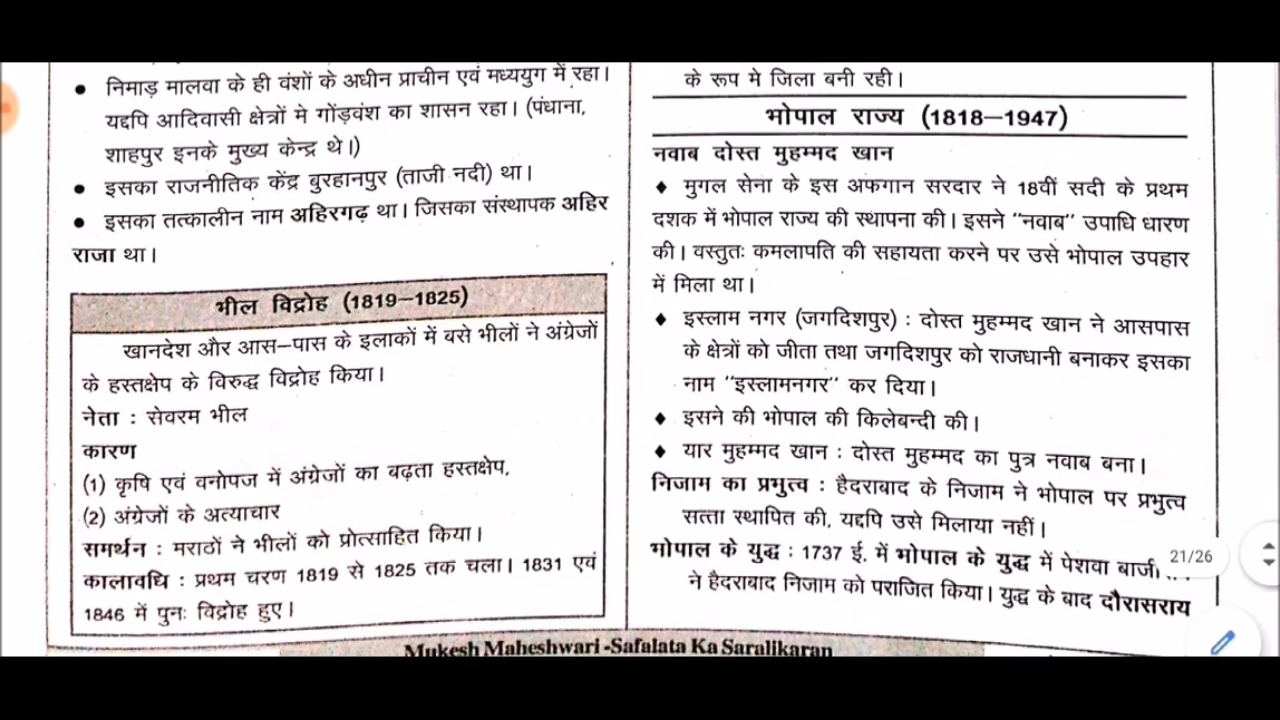 निमाड़ मालवा के ही वंशों के अधीन प्राचीन एवं मध्ययुग में रहा।
यद्दपि आदिवासी क्षेत्रों मे गोंड़वंश का शासन रहा। (पंधाना,
शाहपुर इनके मुख्य केन्द्र थे।)
इसका राजनीतिक केंद्र बुरहानपुर (ताजी नदी) था।
इसका तत्कालीन नाम अहिरगढ़ था। जिसका संस्थापक अहिर
राजा था।
भील विद्रोह (1819–1825)
खानदेश और आस–पास के इलाकों में बसे भीलों ने अंग्रेजों
के हस्तक्षेप के विरुद्ध विद्रोह किया।
नेता : सेवरम भील
कारण
(1) कृषि एवं वनोपज में अंग्रेजों का बढ़ता हस्तक्षेप,
(2) अंग्रेजों के अत्याचार
समर्थन : मराठों ने भीलों को प्रोत्साहित किया।
कालावधि : प्रथम चरण 1819 से 1825 तक चला। 1831 एवं
1846 में पुनः विद्रोह हुए।
के रूप मे जिला बनी रही।
भोपाल राज्य (1818–1947)
नवाब दोस्त मुहम्मद खान
♦ मुगल सेना के इस अफगान सरदार ने 18वीं सदी के प्रथम
दशक में भोपाल राज्य की स्थापना की। इसने "नवाब" उपाधि धारण
की। वस्तुतः कमलापति की सहायता करने पर उसे भोपाल उपहार
में मिला था।
♦ इस्लाम नगर (जगदिशपुर) : दोस्त मुहम्मद खान ने आसपास
के क्षेत्रों को जीता तथा जगदिशपुर को राजधानी बनाकर इसका
नाम "इस्लामनगर" कर दिया।
♦ इसने की भोपाल की किलेबन्दी की।
♦ यार मुहम्मद खान : दोस्त मुहम्मद का पुत्र नवाब बना।
निजाम का प्रभुत्व : हैदराबाद के निजाम ने भोपाल पर प्रभुत्व
सत्ता स्थापित की, यद्दपि उसे मिलाया नहीं।
भोपाल के युद्ध : 1737 ई. में भोपाल के युद्ध में पेशवा
ने हैदराबाद निजाम को पराजित किया। युद्ध के बाद दौरासराय
21/26
Mukesh Maheshwari -Safalata Ka Saralikaran